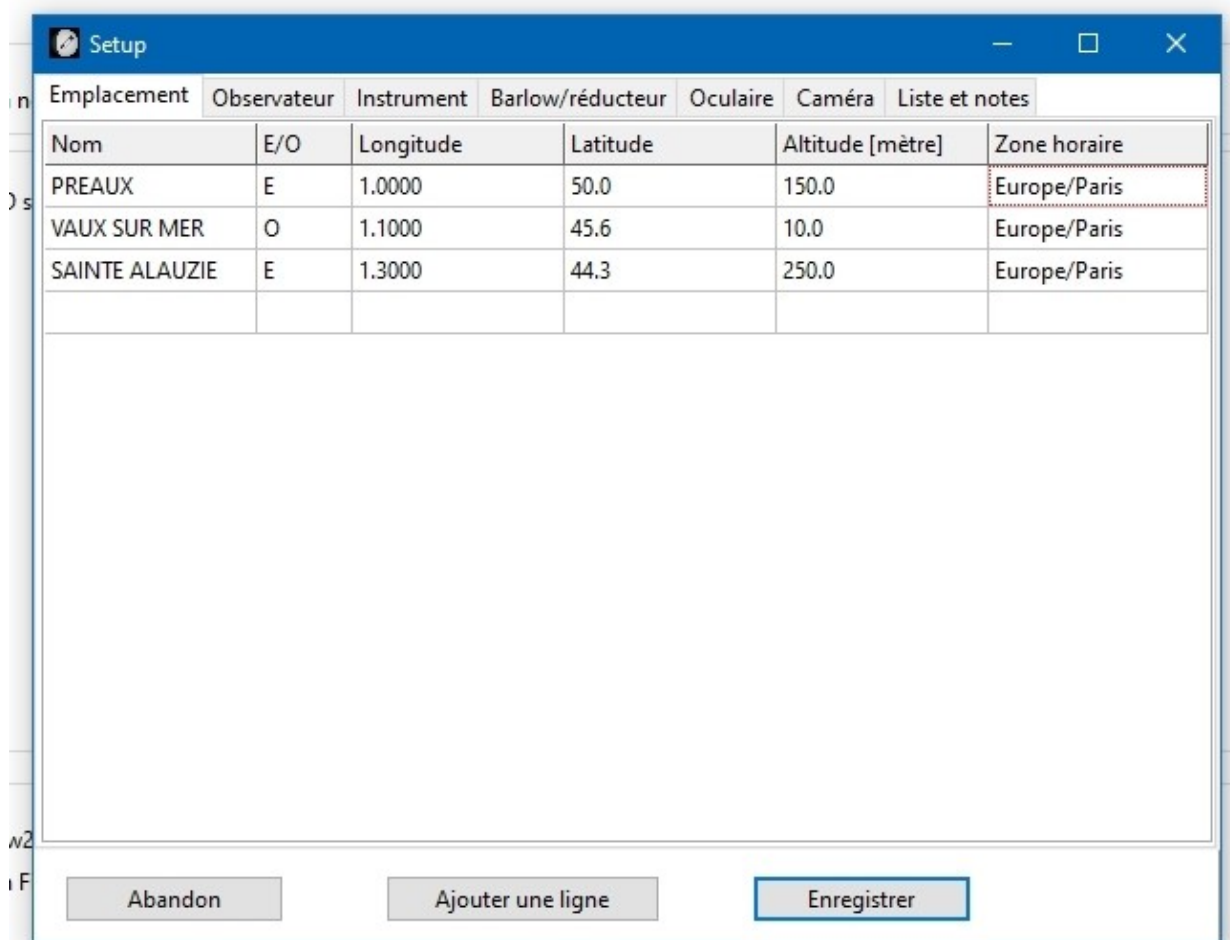 Setup
Emplacement Observateur Instrument Barlow/réducteur Oculaire Caméra Liste et notes
Nom E/O Longitude Latitude Altitude [mètre] Zone horaire
PREAUX E 1.0000 50.0 150.0 Europe/Paris
VAUX SUR MER O 1.1000 45.6 10.0 Europe/Paris
SAINTE ALAUZIE E 1.3000 44.3 250.0 Europe/Paris
Abandon Ajouter une ligne Enregistrer